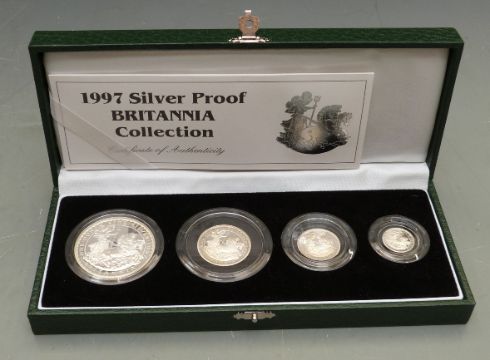 1997 Silver Proof
BRITANNIA
Collection
Certificate of Authenticity